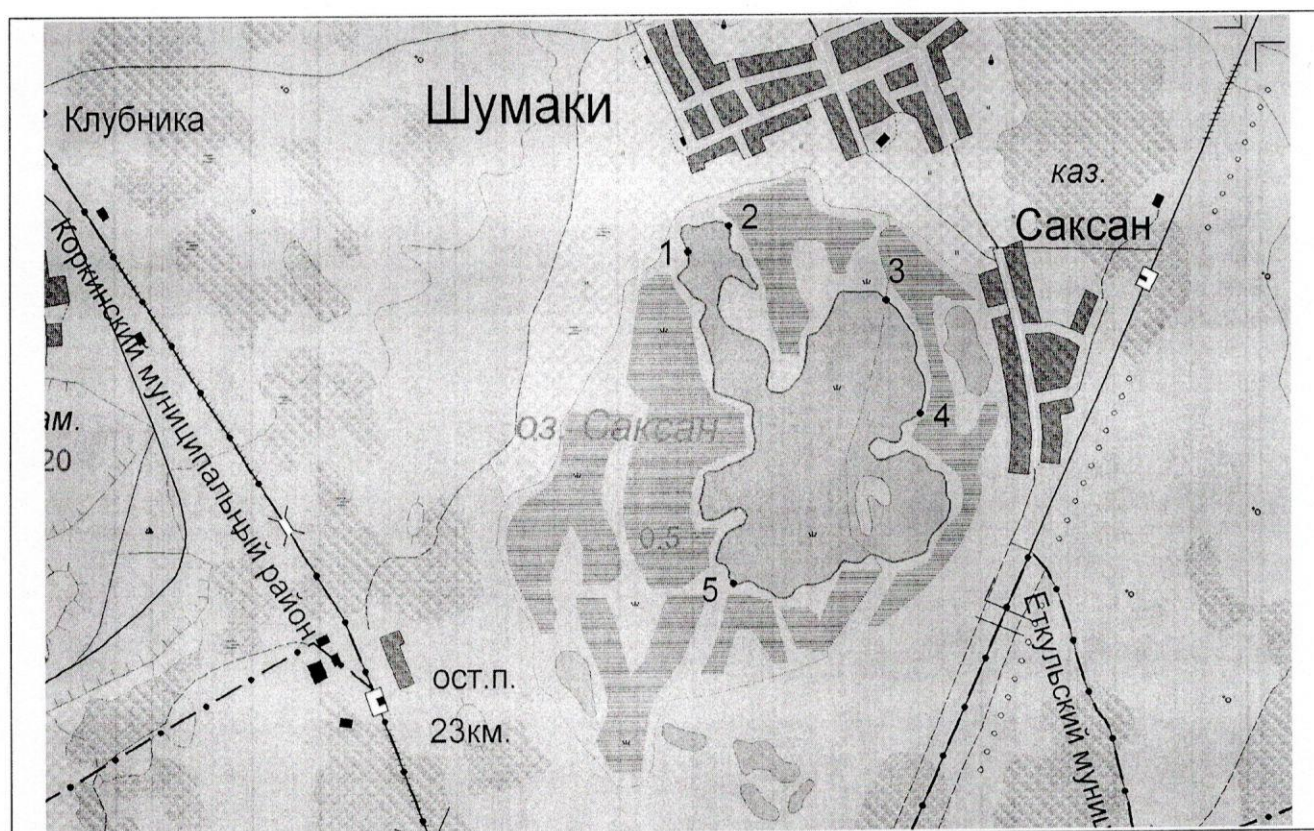 Клубника
Шумаки
каз.
Саксан
1
2
3
4
5
оз. Саксан
0,5
ам.
20
Коркинский муниципальный район
ост.п.
23км.
Еткульский муниц